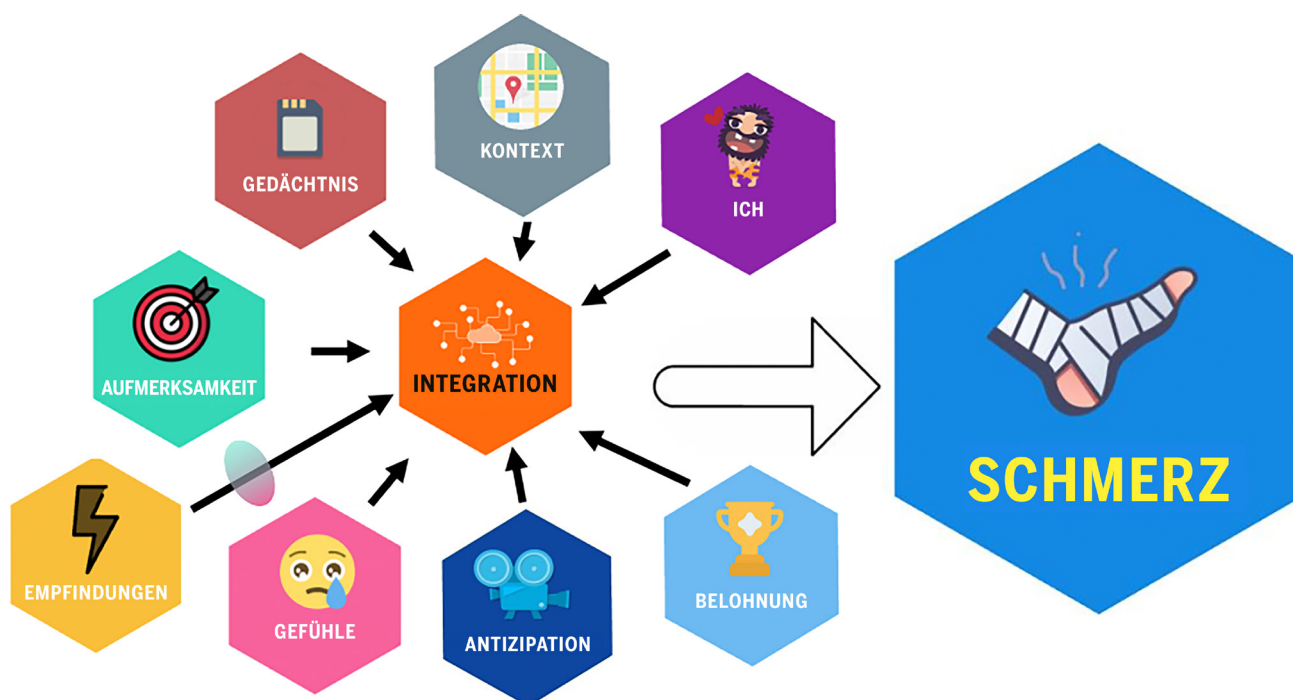 KONTEXT
GEDÄCHTNIS
ICH
AUFMERKSAMKEIT
INTEGRATION
SCHMERZ
EMPFINDUNGEN
GEFÜHLE
ANTIZIPATION
BELOHNUNG